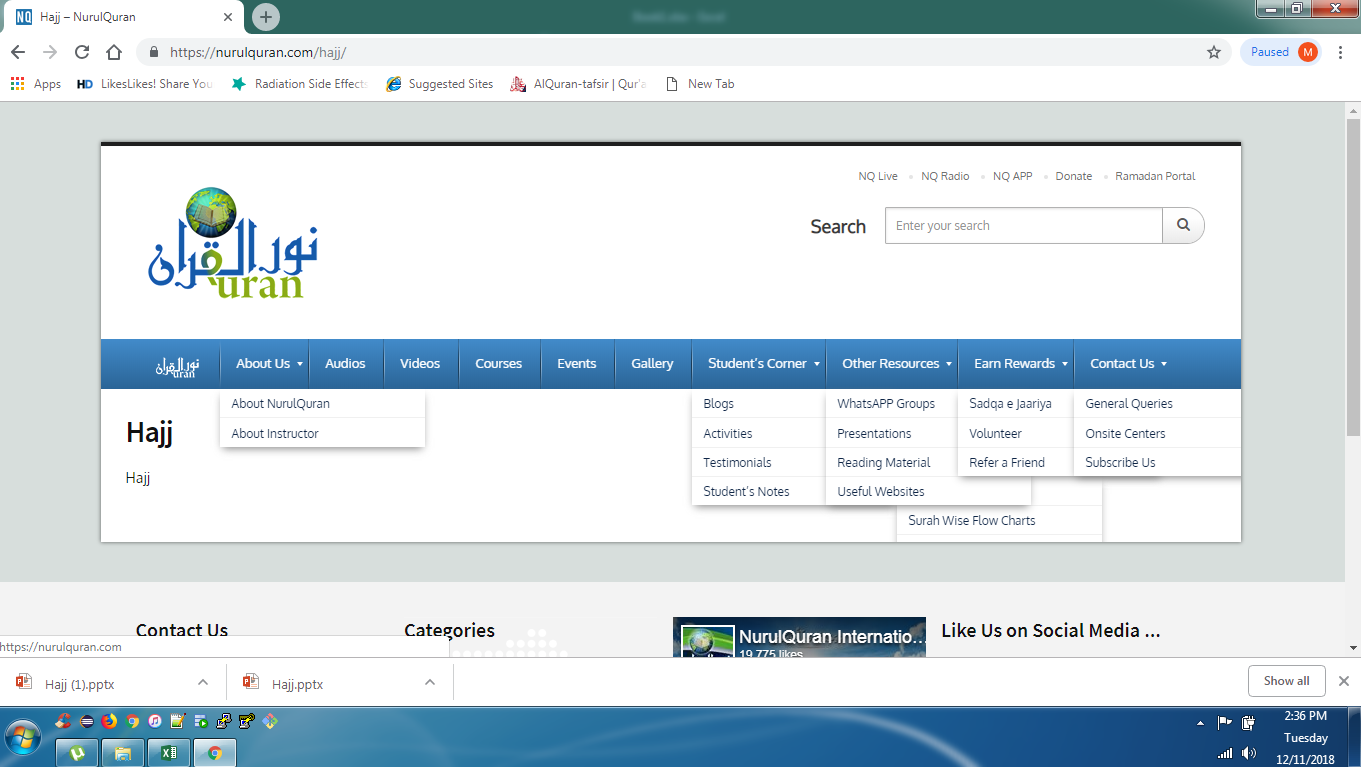 NQ Hajj – NurulQuran
https://nurulquran.com/hajj/
Paused M
Apps HD LikesLikes! Share You Radiation Side Effects Suggested Sites AlQuran-tafsir | Qur'a New Tab
NQ Live NQ Radio NQ APP Donate Ramadan Portal
Search Enter your search
نور القرآن
Quran
نور القرآن
Quran
About Us Audios Videos Courses Events Gallery Student's Corner Other Resources Earn Rewards Contact Us
About NurulQuran Blogs WhatsAPP Groups Sadqa e Jaariya General Queries
About Instructor Activities Presentations Volunteer Onsite Centers
Hajj
Testimonials Reading Material Refer a Friend Subscribe Us
Hajj
Student's Notes Useful Websites
Surah Wise Flow Charts
Contact Us Categories NurulQuran Internatio... Like Us on Social Media ...
https://nurulquran.com
19,775 likes
Hajj (1).pptx Hajj.pptx Show all
2:36 PM
Tuesday
12/11/2018